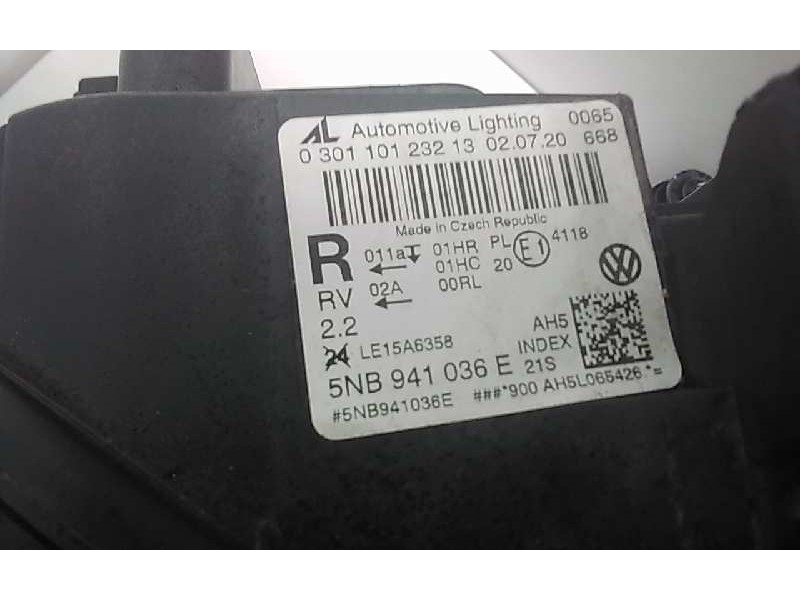 AL Automotive Lighting 0065
0 301 101 232 13 02.07.20 668
Made in Czech Republic
R 011a 01HR PL E1 4118
01HC 20
RV 02A 00RL
2.2
24 LE15A6358 AH5
INDEX
5NB 941 036 E 21S
#5NB941036E ###*900 AH5L065426.*=